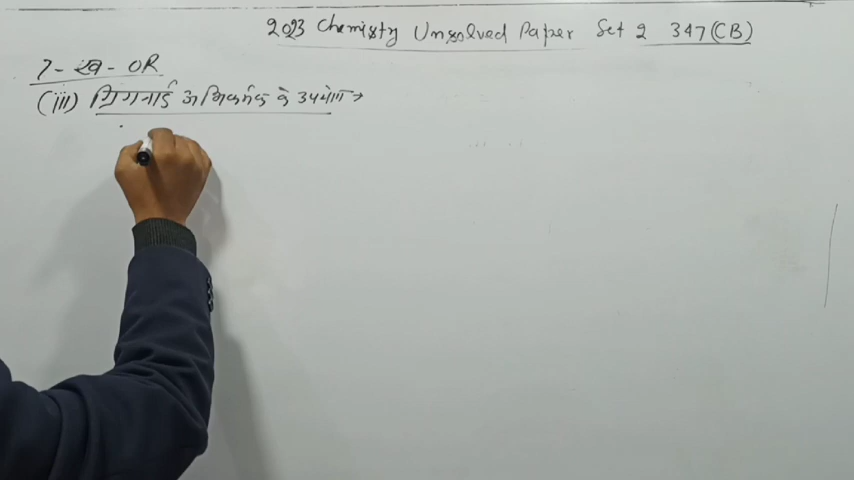 2023 Chemistry Unsolved Paper Set 2 347(CB)
7- ख - OR
(iii) ग्रिगनार्ड अभिकर्मक के उपयोग →